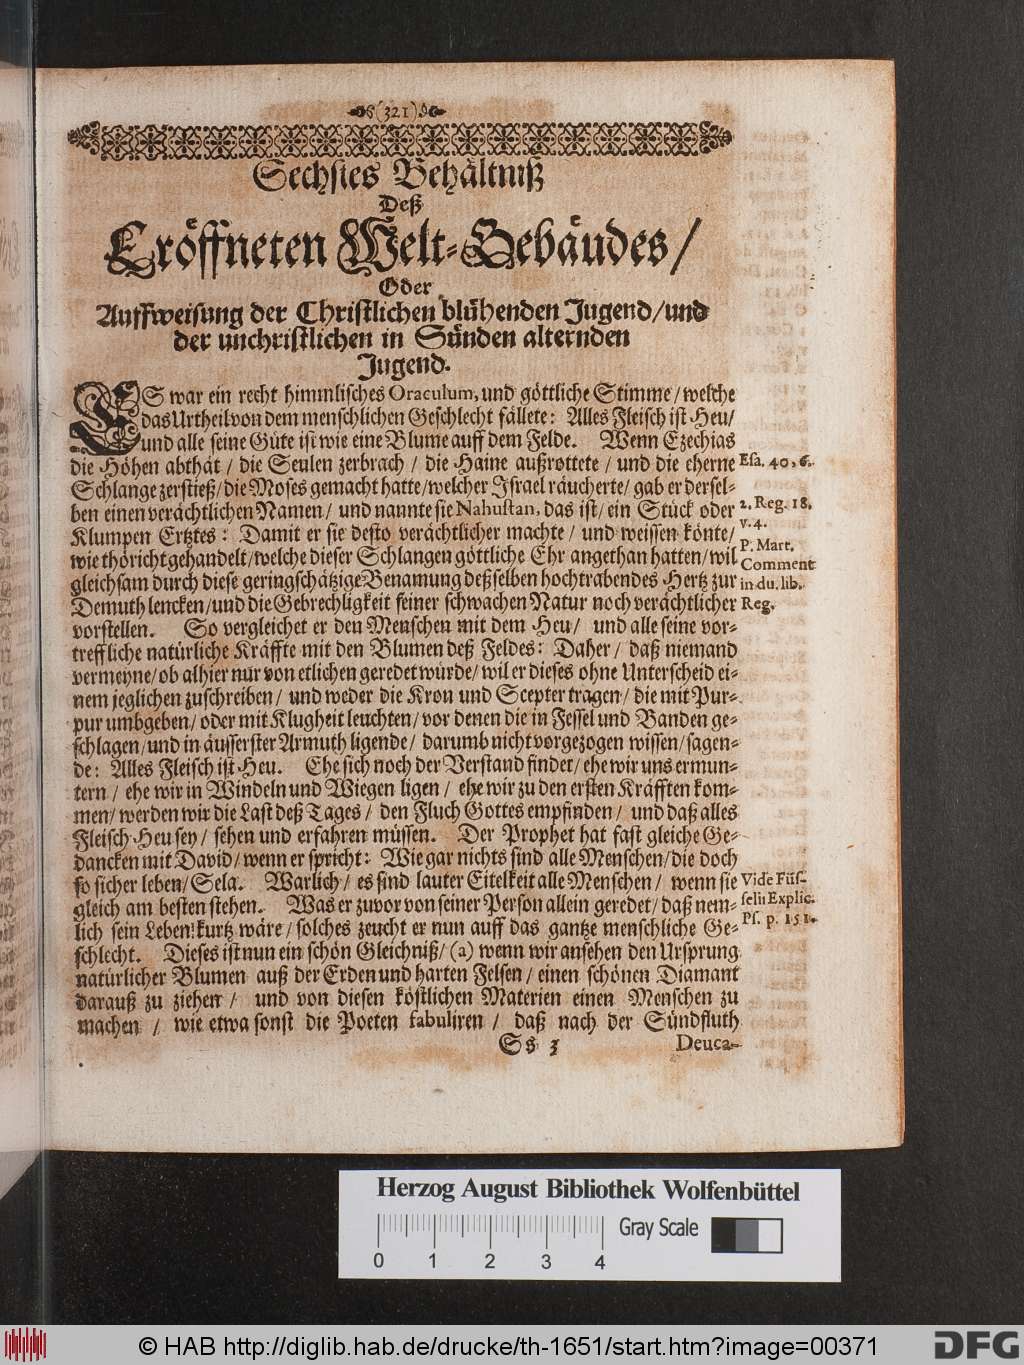 (321)
Sechstes Behältniß
Deß
Eröffneten Welt-Gebäudes/
Oder
Auffweisung der Christlichen blühenden Jugend/und
der unchristlichen in Sünden alternden
Jugend.
ES war ein recht himmlisches Oraculum, und göttliche Stimme/welche
das Urtheil von dem menschlichen Geschlecht fällete: Alles Fleisch ist Heu/
und alle seine Güte ist wie eine Blume auff dem Felde. Wenn Ezechias
die Höhen abthät / die Seulen zerbrach / die Haine außrottete / und die eherne
Esa. 40, 6.
Schlange zerstieß/die Moses gemacht hatte/welcher Israel räucherte/ gab er dersel-
ben einen verächtlichen Namen/ und nannte sie Nahustan, das ist/ ein Stück oder
2. Reg. 18.
v. 4.
Klumpen Ertztes: Damit er sie desto verächtlicher machte / und weissen könte/
wie thöricht gehandelt/welche dieser Schlangen göttliche Ehr angethan hatten/wil
P. Mart.
Comment
gleichsam durch diese geringschätzige Benamung deßselben hochtrabendes Hertz zur
in du. lib.
Demuth lencken/und die Gebrechligkeit seiner schwachen Natur noch verächtlicher
Reg.
vorstellen. So vergleichet er den Menschen mit dem Heu/ und alle seine vor-
treffliche natürliche Kräffte mit den Blumen deß Feldes: Daher/ daß niemand
vermeyne/ob alhier nur von etlichen geredet würde/ wil er dieses ohne Unterscheid ei-
nem jeglichen zuschreiben/ und weder die Kron und Scepter tragen/ die mit Pur-
pur umbgeben/ oder mit Klugheit leuchten/ vor denen die in Fessel und Banden ge-
schlagen/und in äusserster Armuth ligende/ darumb nicht vorgezogen wissen/sagen-
de: Alles Fleisch ist Heu. Ehe sich noch der Verstand findet/ ehe wir uns ermun-
tern / ehe wir in Windeln und Wiegen ligen/ ehe wir zu den ersten Kräfften kom-
men/ werden wir die Last deß Tages / den Fluch Gottes empfinden / und daß alles
Fleisch Heu sey / sehen und erfahren müssen. Der Prophet hat fast gleiche Ge-
dancken mit David/ wenn er spricht: Wie gar nichts sind alle Menschen/die doch
so sicher leben/ Sela. Warlich / es sind lauter Eitelkeit alle Menschen / wenn sie
Vide Füs-
gleich am besten stehen. Was er zuvor von seiner Person allein geredet/ daß nem-
selii Explic.
lich sein Leben kurtz wäre / solches zeucht er nun auff das gantze menschliche Ge-
Ps. p. 151.
schlecht. Dieses ist nun ein schön Gleichniß/ (a) wenn wir ansehen den Ursprung
natürlicher Blumen auß der Erden und harten Felsen / einen schönen Diamant
darauß zu ziehen / und von diesen köstlichen Materien einen Menschen zu
machen / wie etwa sonst die Poeten fabuliren / daß nach der Sündfluth
Ss 3 Deuca-
Herzog August Bibliothek Wolfenbüttel
Gray Scale
0 1 2 3 4
© HAB http://diglib.hab.de/drucke/th-1651/start.htm?image=00371
DFG